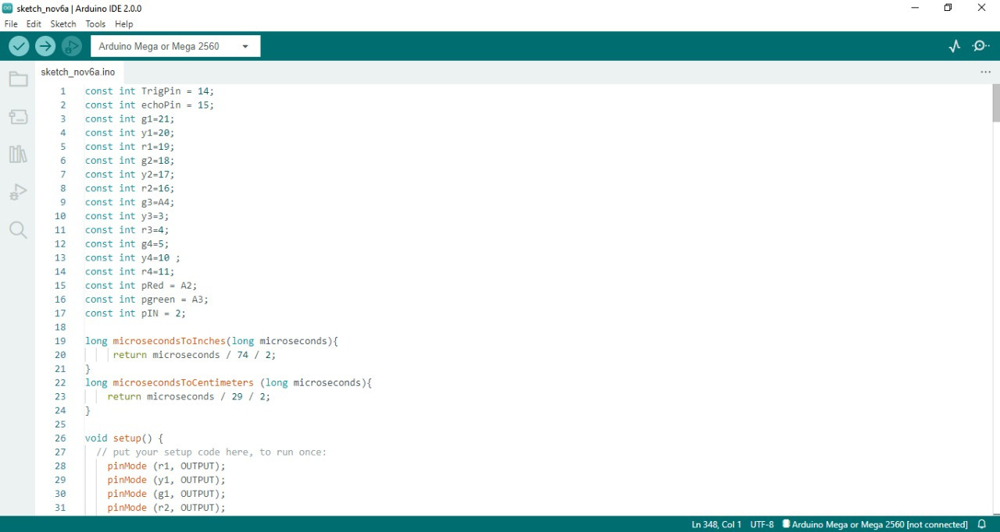 sketch_nov6a | Arduino IDE 2.0.0
File Edit Sketch Tools Help
Arduino Mega or Mega 2560
sketch_nov6a.ino
1 const int TrigPin = 14;
2 const int echoPin = 15;
3 const int g1=21;
4 const int y1=20;
5 const int r1=19;
6 const int g2=18;
7 const int y2=17;
8 const int r2=16;
9 const int g3=A4;
10 const int y3=3;
11 const int r3=4;
12 const int g4=5;
13 const int y4=10 ;
14 const int r4=11;
15 const int pRed = A2;
16 const int pgreen = A3;
17 const int pIN = 2;
18
19 long microsecondsToInches(long microseconds){
20 return microseconds / 74 / 2;
21 }
22 long microsecondsToCentimeters (long microseconds){
23 return microseconds / 29 / 2;
24 }
25
26 void setup() {
27 // put your setup code here, to run once:
28 pinMode (r1, OUTPUT);
29 pinMode (y1, OUTPUT);
30 pinMode (g1, OUTPUT);
31 pinMode (r2, OUTPUT);
Ln 348, Col 1 UTF-8 Arduino Mega or Mega 2560 [not connected]